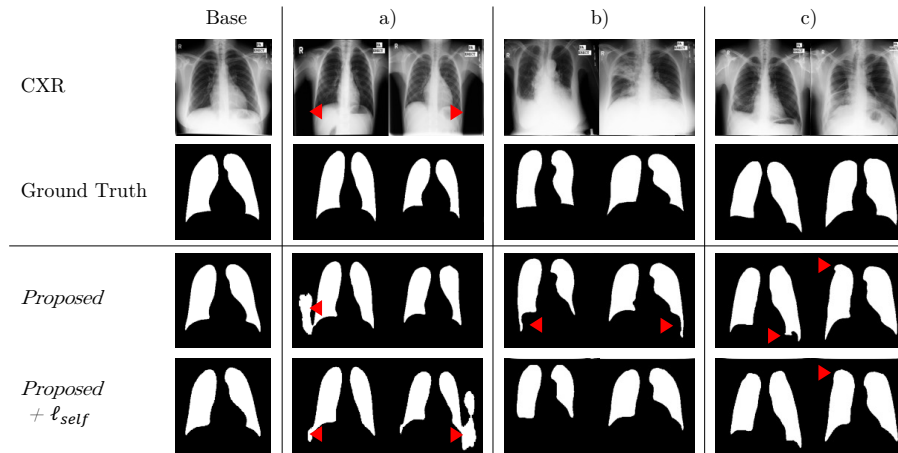 Base a) b) c)
CXR
Ground Truth
Proposed
Proposed
+ ℓself